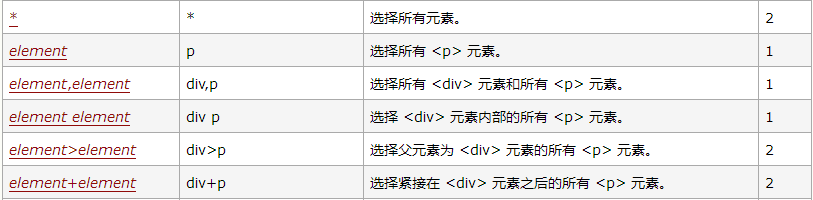 * * 选择所有元素。 2
element p 选择所有 <p> 元素。 1
element,element div,p 选择所有 <div> 元素和所有 <p> 元素。 1
element element div p 选择 <div> 元素内部的所有 <p> 元素。 1
element>element div>p 选择父元素为 <div> 元素的所有 <p> 元素。 2
element+element div+p 选择紧接在 <div> 元素之后的所有 <p> 元素。 2